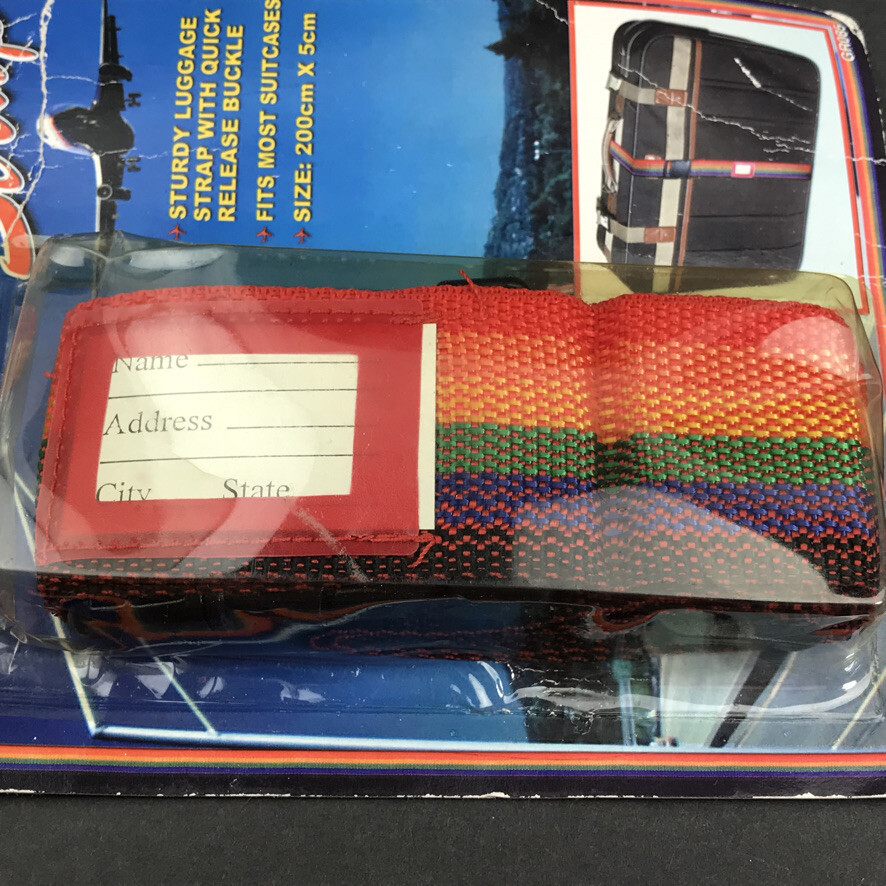 STURDY LUGGAGE
STRAP WITH QUICK
RELEASE BUCKLE
FITS MOST SUITCASES
SIZE: 200cm X 5cm
Name
Address
City State